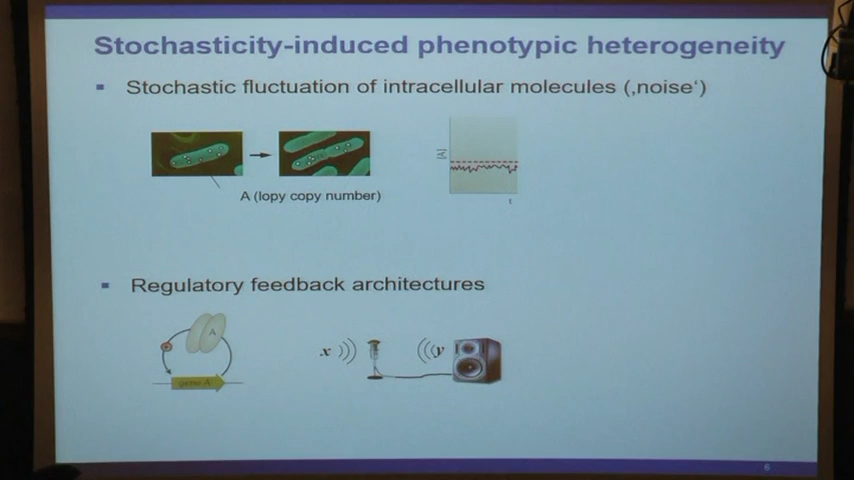 Stochasticity-induced phenotypic heterogeneity
Stochastic fluctuation of intracellular molecules (‚noise‘)
A (lopy copy number)
[A]
t
Regulatory feedback architectures
A
gene A
x
y
6